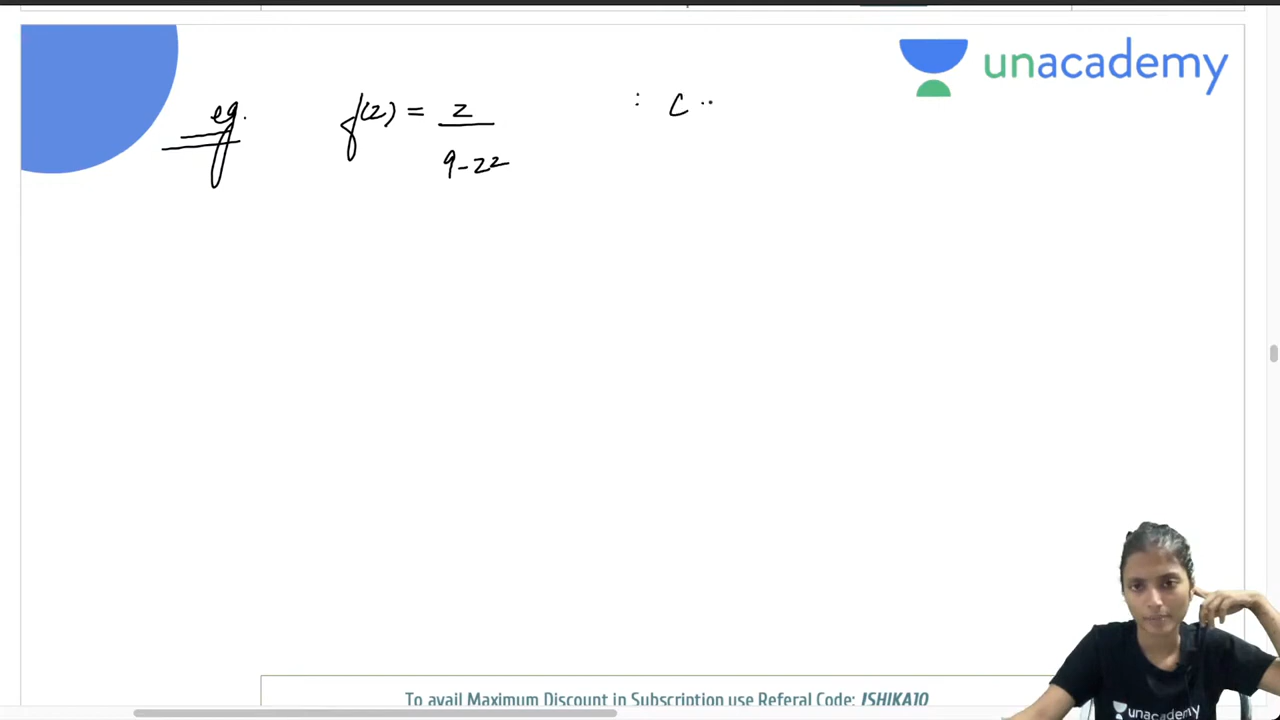 unacademy
eg. f(z) = z : C ..
9-z2
To avail Maximum Discount in Subscription use Referal Code: ISHIKA10
unacademy